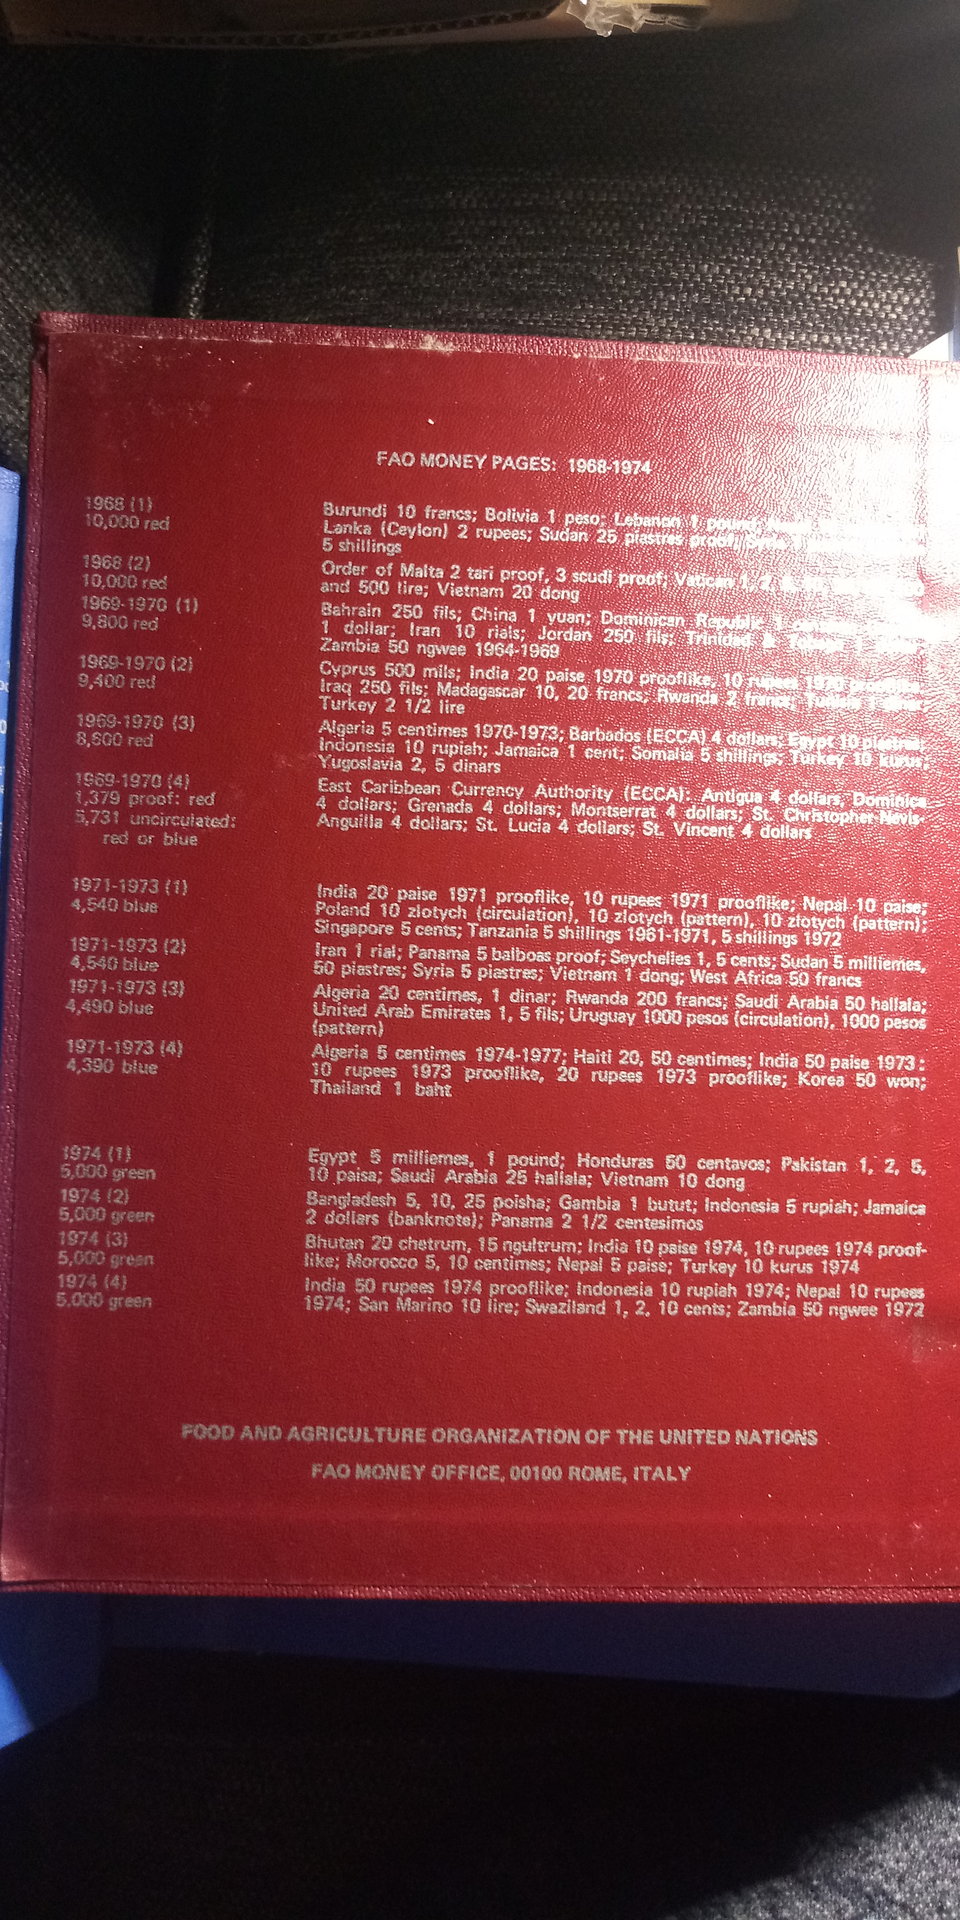 FAO MONEY PAGES: 1968-1974
1968 (1)
10,000 red
Burundi 10 francs; Bolivia 1 peso; Lebanon 1 pound;
Lanka (Ceylon) 2 rupees; Sudan 25 piastres proof;
5 shillings
1968 (2)
10,000 red
Order of Malta 2 tari proof, 3 scudi proof; Vatican 1, 2,
and 500 lire; Vietnam 20 dong
1969-1970 (1)
9,800 red
Bahrain 250 fils; China 1 yuan; Dominican Republic 1
1 dollar; Iran 10 rials; Jordan 250 fils; Trinidad & Tobago 1
Zambia 50 ngwee 1964-1969
1969-1970 (2)
9,400 red
Cyprus 500 mils; India 20 paise 1970 prooflike, 10 rupees 1970 prooflike;
Iraq 250 fils; Madagascar 10, 20 francs; Rwanda 2 francs; Tunisia 1 dinar
Turkey 2 1/2 lire
1969-1970 (3)
8,600 red
Algeria 5 centimes 1970-1973; Barbados (ECCA) 4 dollars; Egypt 10 piastres;
Indonesia 10 rupiah; Jamaica 1 cent; Somalia 5 shillings; Turkey 10 kurus;
Yugoslavia 2, 5 dinars
1969-1970 (4)
1,379 proof: red
5,731 uncirculated:
red or blue
East Caribbean Currency Authority (ECCA): Antigua 4 dollars, Dominica
4 dollars; Grenada 4 dollars; Montserrat 4 dollars; St. Christopher-Nevis-
Anguilla 4 dollars; St. Lucia 4 dollars; St. Vincent 4 dollars
1971-1973 (1)
4,540 blue
India 20 paise 1971 prooflike, 10 rupees 1971 prooflike; Nepal 10 paise;
Poland 10 zlotych (circulation), 10 zlotych (pattern), 10 zlotych (pattern);
Singapore 5 cents; Tanzania 5 shillings 1961-1971, 5 shillings 1972
1971-1973 (2)
4,540 blue
Iran 1 rial; Panama 5 balboas proof; Seychelles 1, 5 cents; Sudan 5 milliemes,
50 piastres; Syria 5 piastres; Vietnam 1 dong; West Africa 50 francs
1971-1973 (3)
4,490 blue
Algeria 20 centimes, 1 dinar; Rwanda 200 francs; Saudi Arabia 50 hallala;
United Arab Emirates 1, 5 fils; Uruguay 1000 pesos (circulation), 1000 pesos
(pattern)
1971-1973 (4)
4,390 blue
Algeria 5 centimes 1974-1977; Haiti 20, 50 centimes; India 50 paise 1973:
10 rupees 1973 prooflike, 20 rupees 1973 prooflike; Korea 50 won;
Thailand 1 baht
1974 (1)
5,000 green
Egypt 5 milliemes, 1 pound; Honduras 50 centavos; Pakistan 1, 2, 5,
10 paisa; Saudi Arabia 25 hallala; Vietnam 10 dong
1974 (2)
5,000 green
Bangladesh 5, 10, 25 poisha; Gambia 1 butut; Indonesia 5 rupiah; Jamaica
2 dollars (banknote); Panama 2 1/2 centesimos
1974 (3)
5,000 green
Bhutan 20 chetrum, 15 ngultrum; India 10 paise 1974, 10 rupees 1974 proof-
like; Morocco 5, 10 centimes; Nepal 5 paise; Turkey 10 kurus 1974
1974 (4)
5,000 green
India 50 rupees 1974 prooflike; Indonesia 10 rupiah 1974; Nepal 10 rupees
1974; San Marino 10 lire; Swaziland 1, 2, 10 cents; Zambia 50 ngwee 1972
FOOD AND AGRICULTURE ORGANIZATION OF THE UNITED NATIONS
FAO MONEY OFFICE, 00100 ROME, ITALY